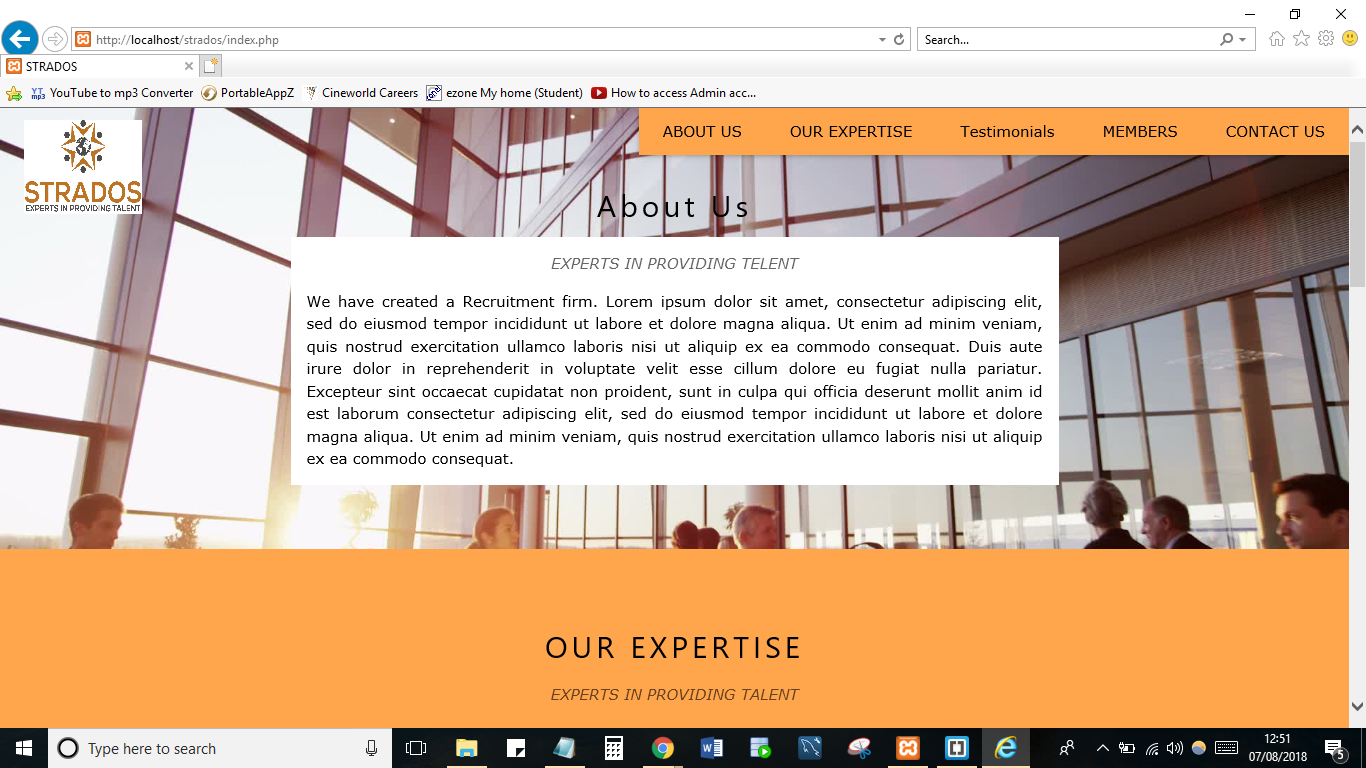 http://localhost/strados/index.php
Search...
STRADOS
YouTube to mp3 Converter
PortableAppZ
Cineworld Careers
ezone My home (Student)
How to access Admin acc...
STRADOS
EXPERTS IN PROVIDING TALENT
ABOUT US
OUR EXPERTISE
Testimonials
MEMBERS
CONTACT US
About Us
EXPERTS IN PROVIDING TELENT
We have created a Recruitment firm. Lorem ipsum dolor sit amet, consectetur adipiscing elit,
sed do eiusmod tempor incididunt ut labore et dolore magna aliqua. Ut enim ad minim veniam,
quis nostrud exercitation ullamco laboris nisi ut aliquip ex ea commodo consequat. Duis aute
irure dolor in reprehenderit in voluptate velit esse cillum dolore eu fugiat nulla pariatur.
Excepteur sint occaecat cupidatat non proident, sunt in culpa qui officia deserunt mollit anim id
est laborum consectetur adipiscing elit, sed do eiusmod tempor incididunt ut labore et dolore
magna aliqua. Ut enim ad minim veniam, quis nostrud exercitation ullamco laboris nisi ut aliquip
ex ea commodo consequat.
OUR EXPERTISE
EXPERTS IN PROVIDING TALENT
Type here to search
12:51
07/08/2018
5